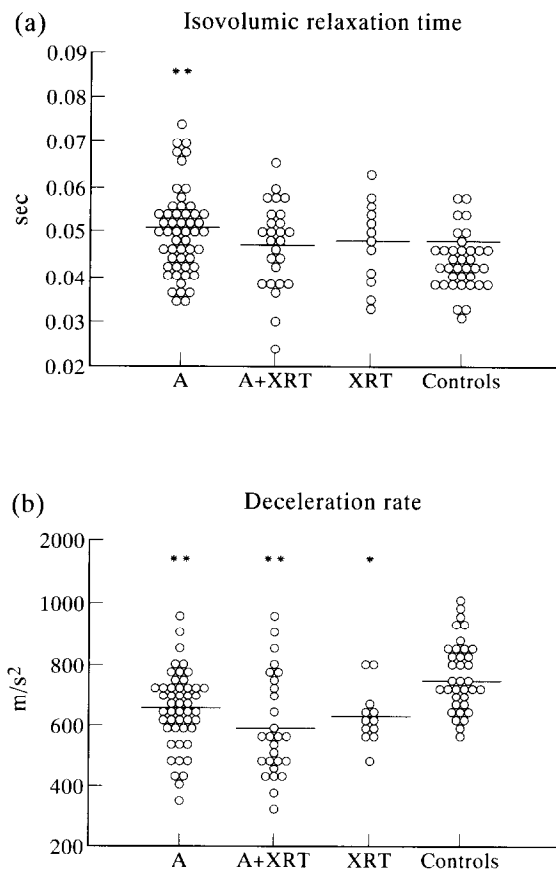 (a) Isovolumic relaxation time
0.09
**
0.08
0.07
0.06
sec
0.05
0.04
0.03
0.02
A A+XRT XRT Controls
(b) Deceleration rate
2000
** ** *
1000
800
m/s²
600
400
200
A A+XRT XRT Controls